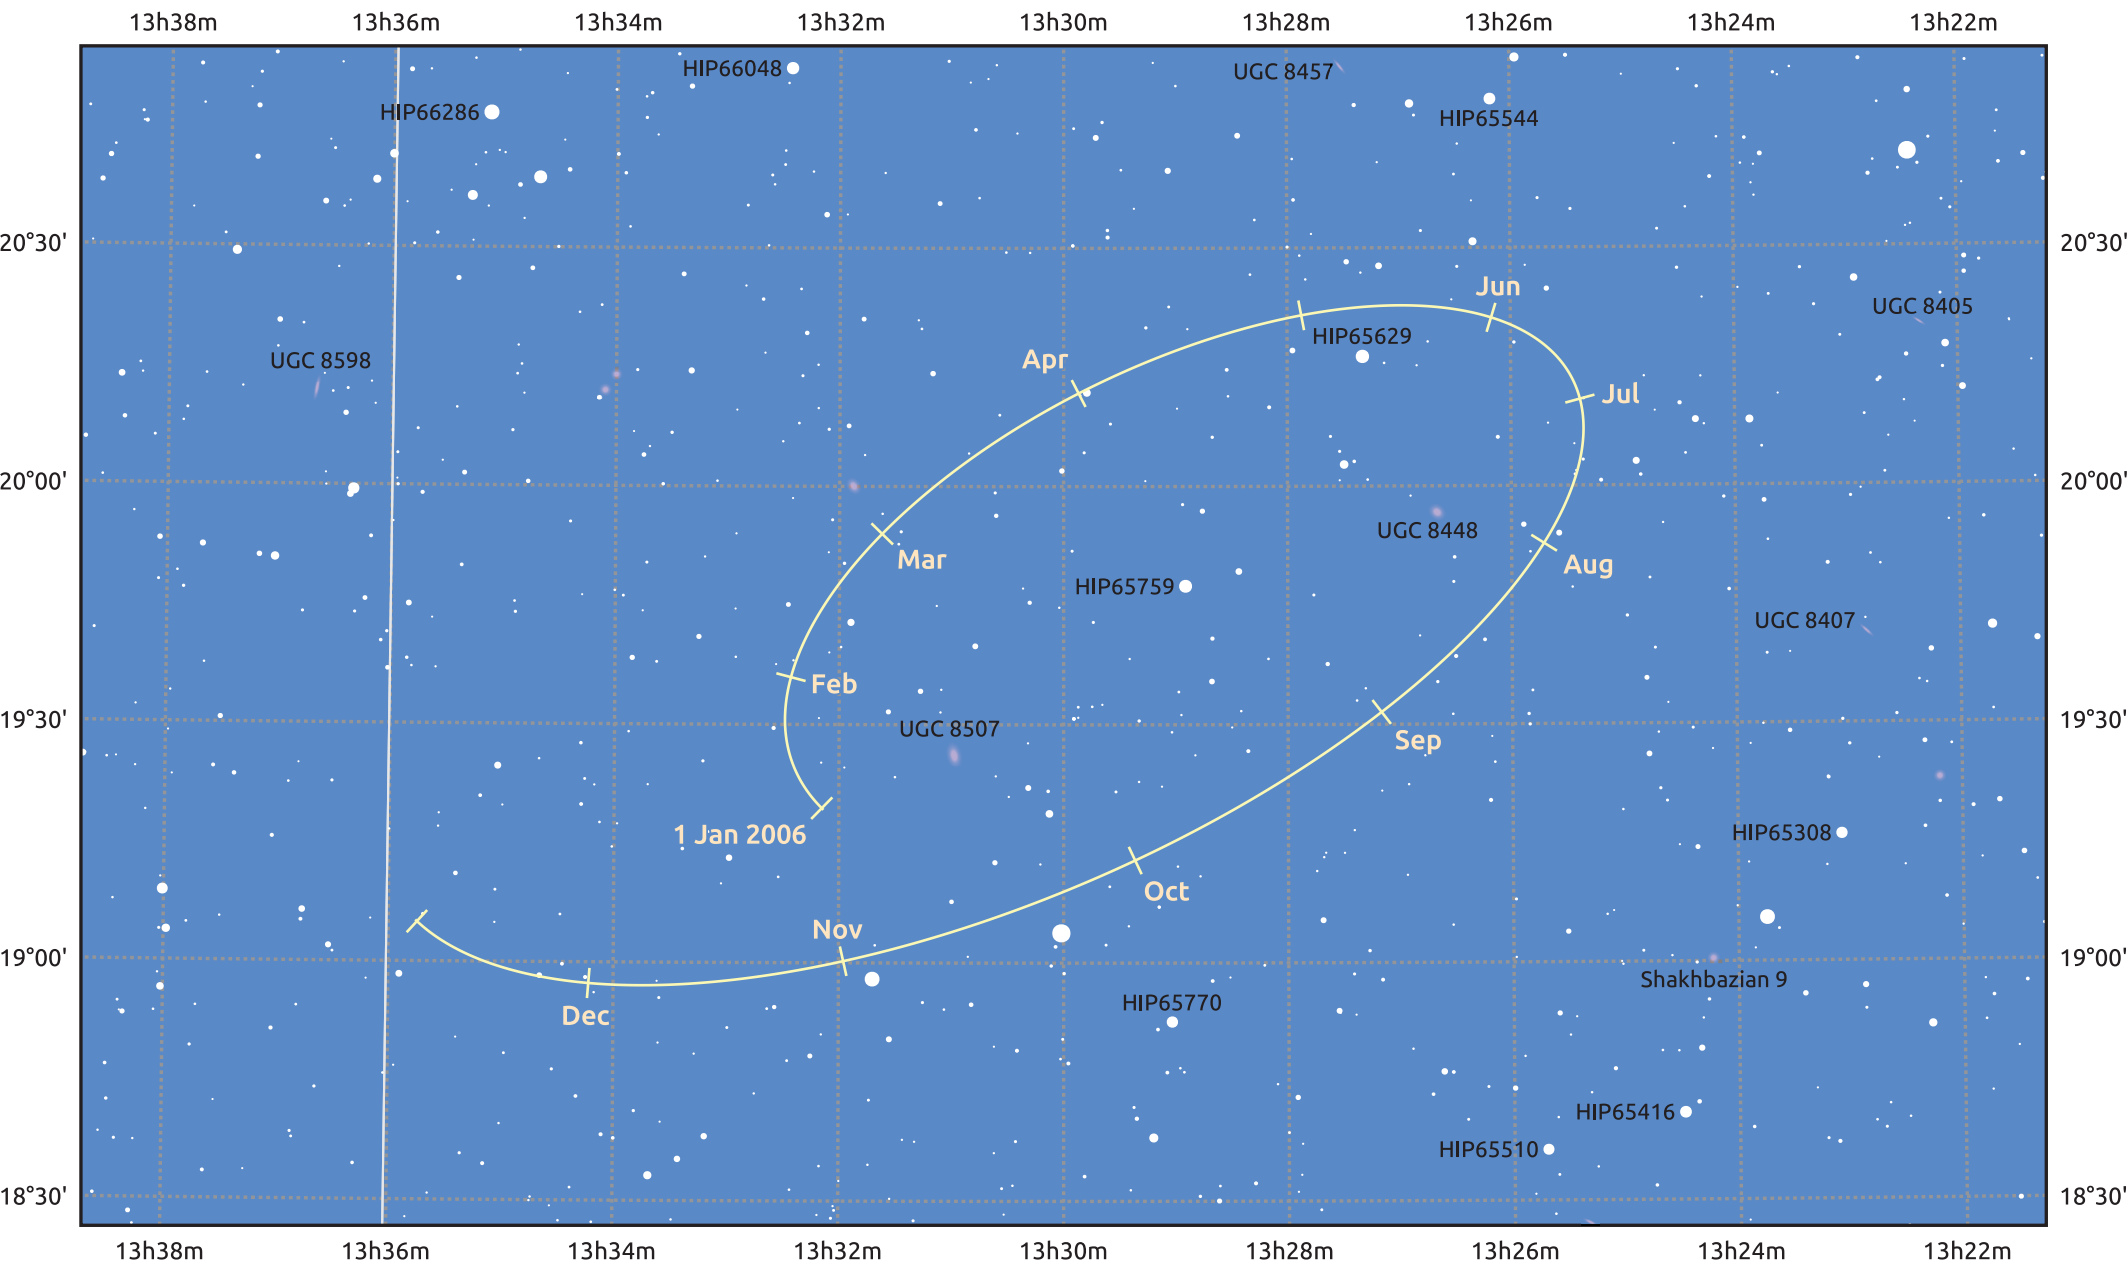 13h38m 13h36m 13h34m 13h32m 13h30m 13h28m 13h26m 13h24m 13h22m
HIP66048
UGC 8457
HIP66286
HIP65544
20°30' 20°30'
Jun
UGC 8405
HIP65629
UGC 8598
Apr
Jul
20°00' 20°00'
UGC 8448
Mar
Aug
HIP65759
UGC 8407
Feb
19°30' 19°30'
UGC 8507
Sep
1 Jan 2006
HIP65308
Oct
Nov
19°00' 19°00'
Shakhbazian 9
HIP65770
Dec
HIP65416
HIP65510
18°30' 18°30'
13h38m 13h36m 13h34m 13h32m 13h30m 13h28m 13h26m 13h24m 13h22m